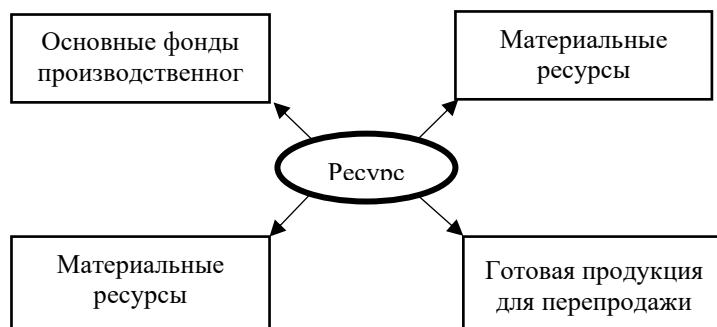 Основные фонды
производственног
Материальные
ресурсы
Ресурс
Материальные
ресурсы
Готовая продукция
для перепродажи